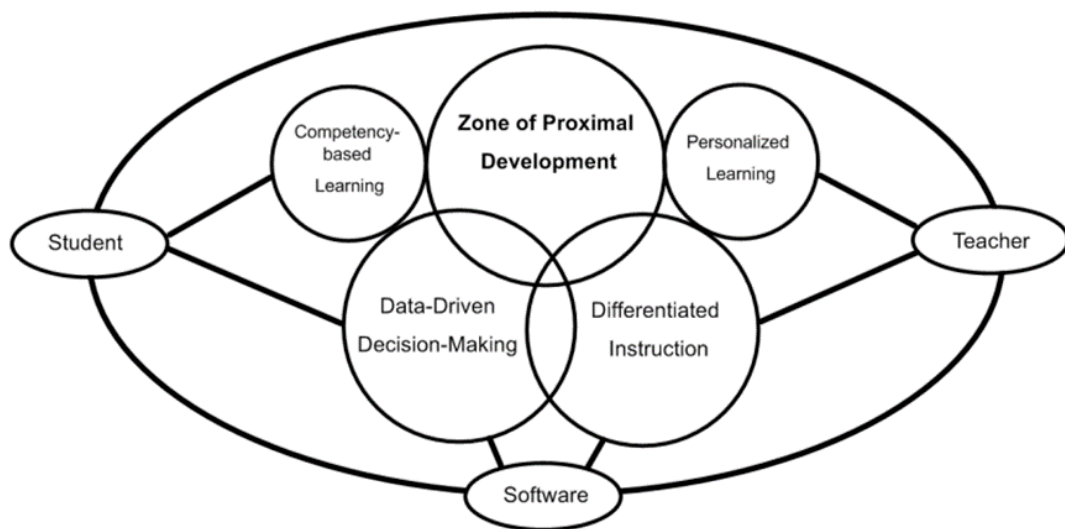 Competency-
based
Learning
Zone of Proximal
Development
Personalized
Learning
Student
Teacher
Data-Driven
Decision-Making
Differentiated
Instruction
Software